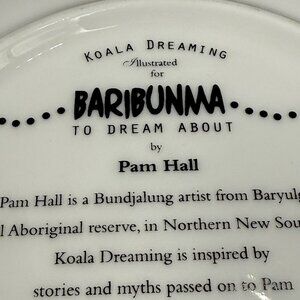 KOALA DREAMING
Illustrated
for
BARIBUNMA
TO DREAM ABOUT
by
Pam Hall
Pam Hall is a Bundjalung artist from Baryulg
l Aboriginal reserve, in Northern New Sou
Koala Dreaming is inspired by
stories and myths passed on to Pam